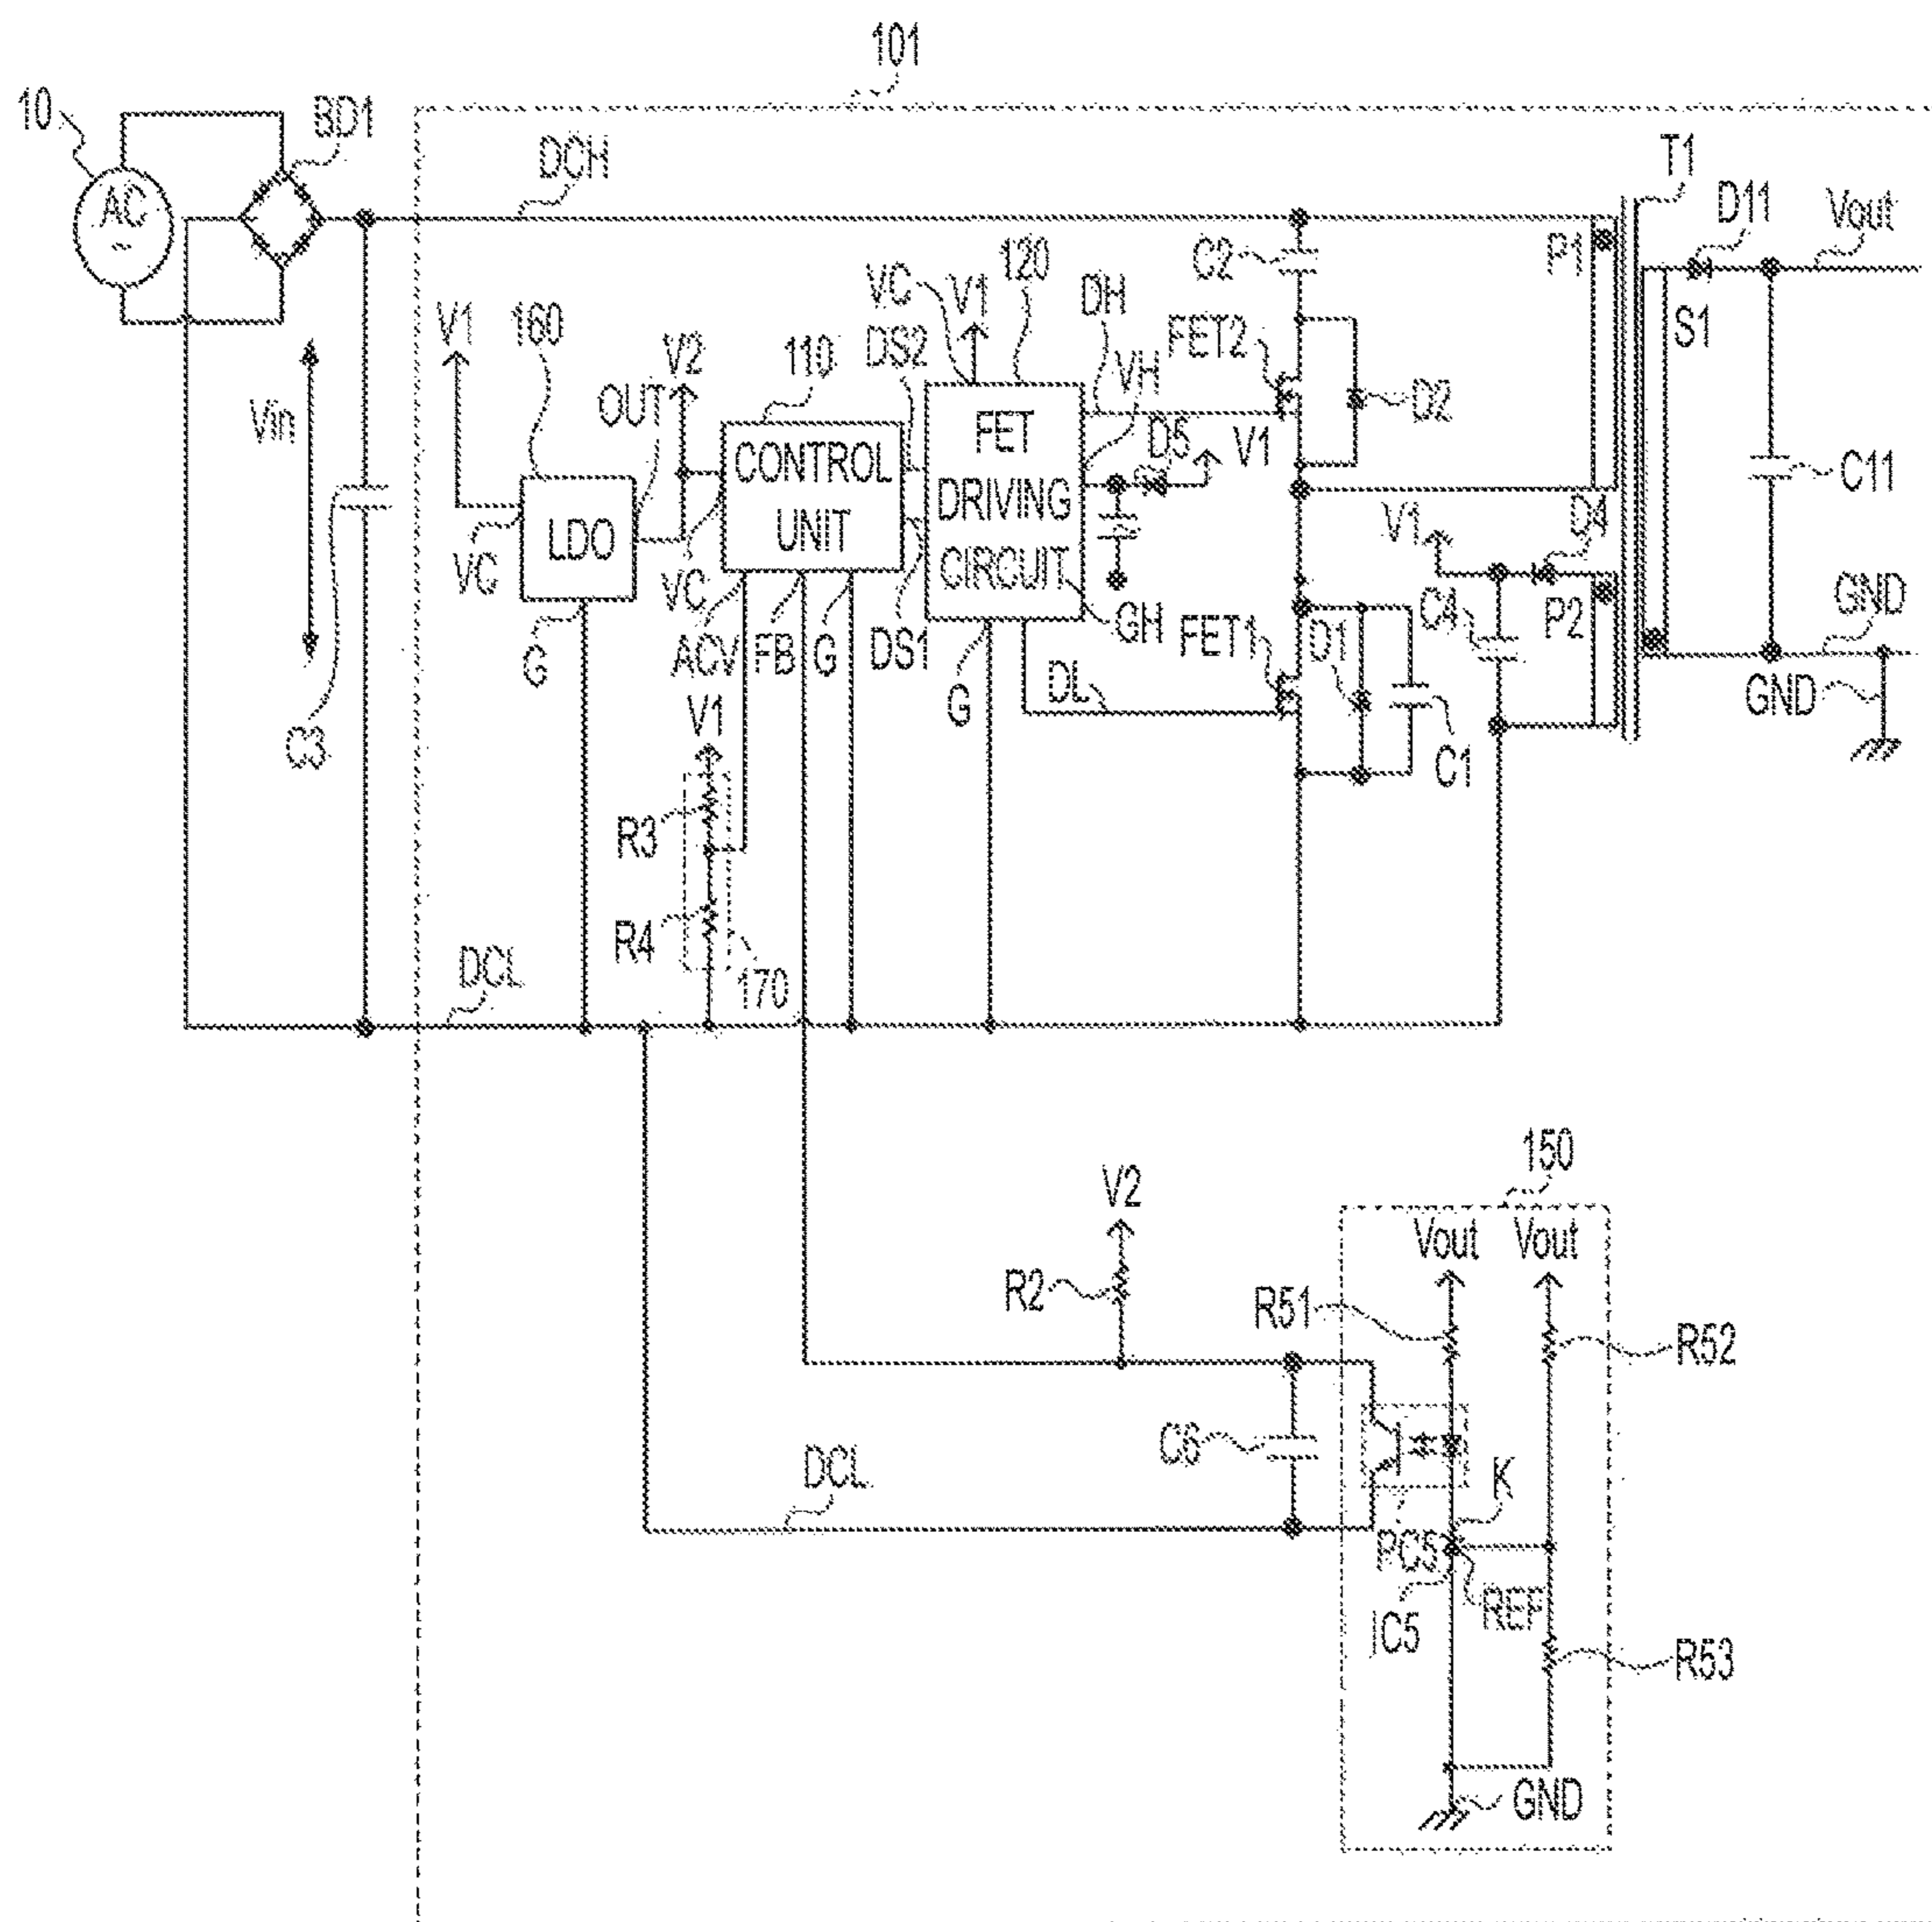 101
10
BD1
AC
~
DCH
T1
D11
Vout
P1
S1
C2
120
VC
V1
DH
DS2
FET2
VH
V1
160
V2
110
OUT
Vin
D2
D5
V1
FET
DRIVING
CIRCUIT
CONTROL
UNIT
LDO
C11
D4
V1
VC
VC
GH
C4
P2
GND
FET1
D1
G
ACV
FB
G
DS1
G
DL
GND
V1
C3
C1
R3
R4
170
DCL
150
V2
Vout
Vout
R2
R51
R52
C6
K
DCL
PC5
REF
IC5
R53
GND